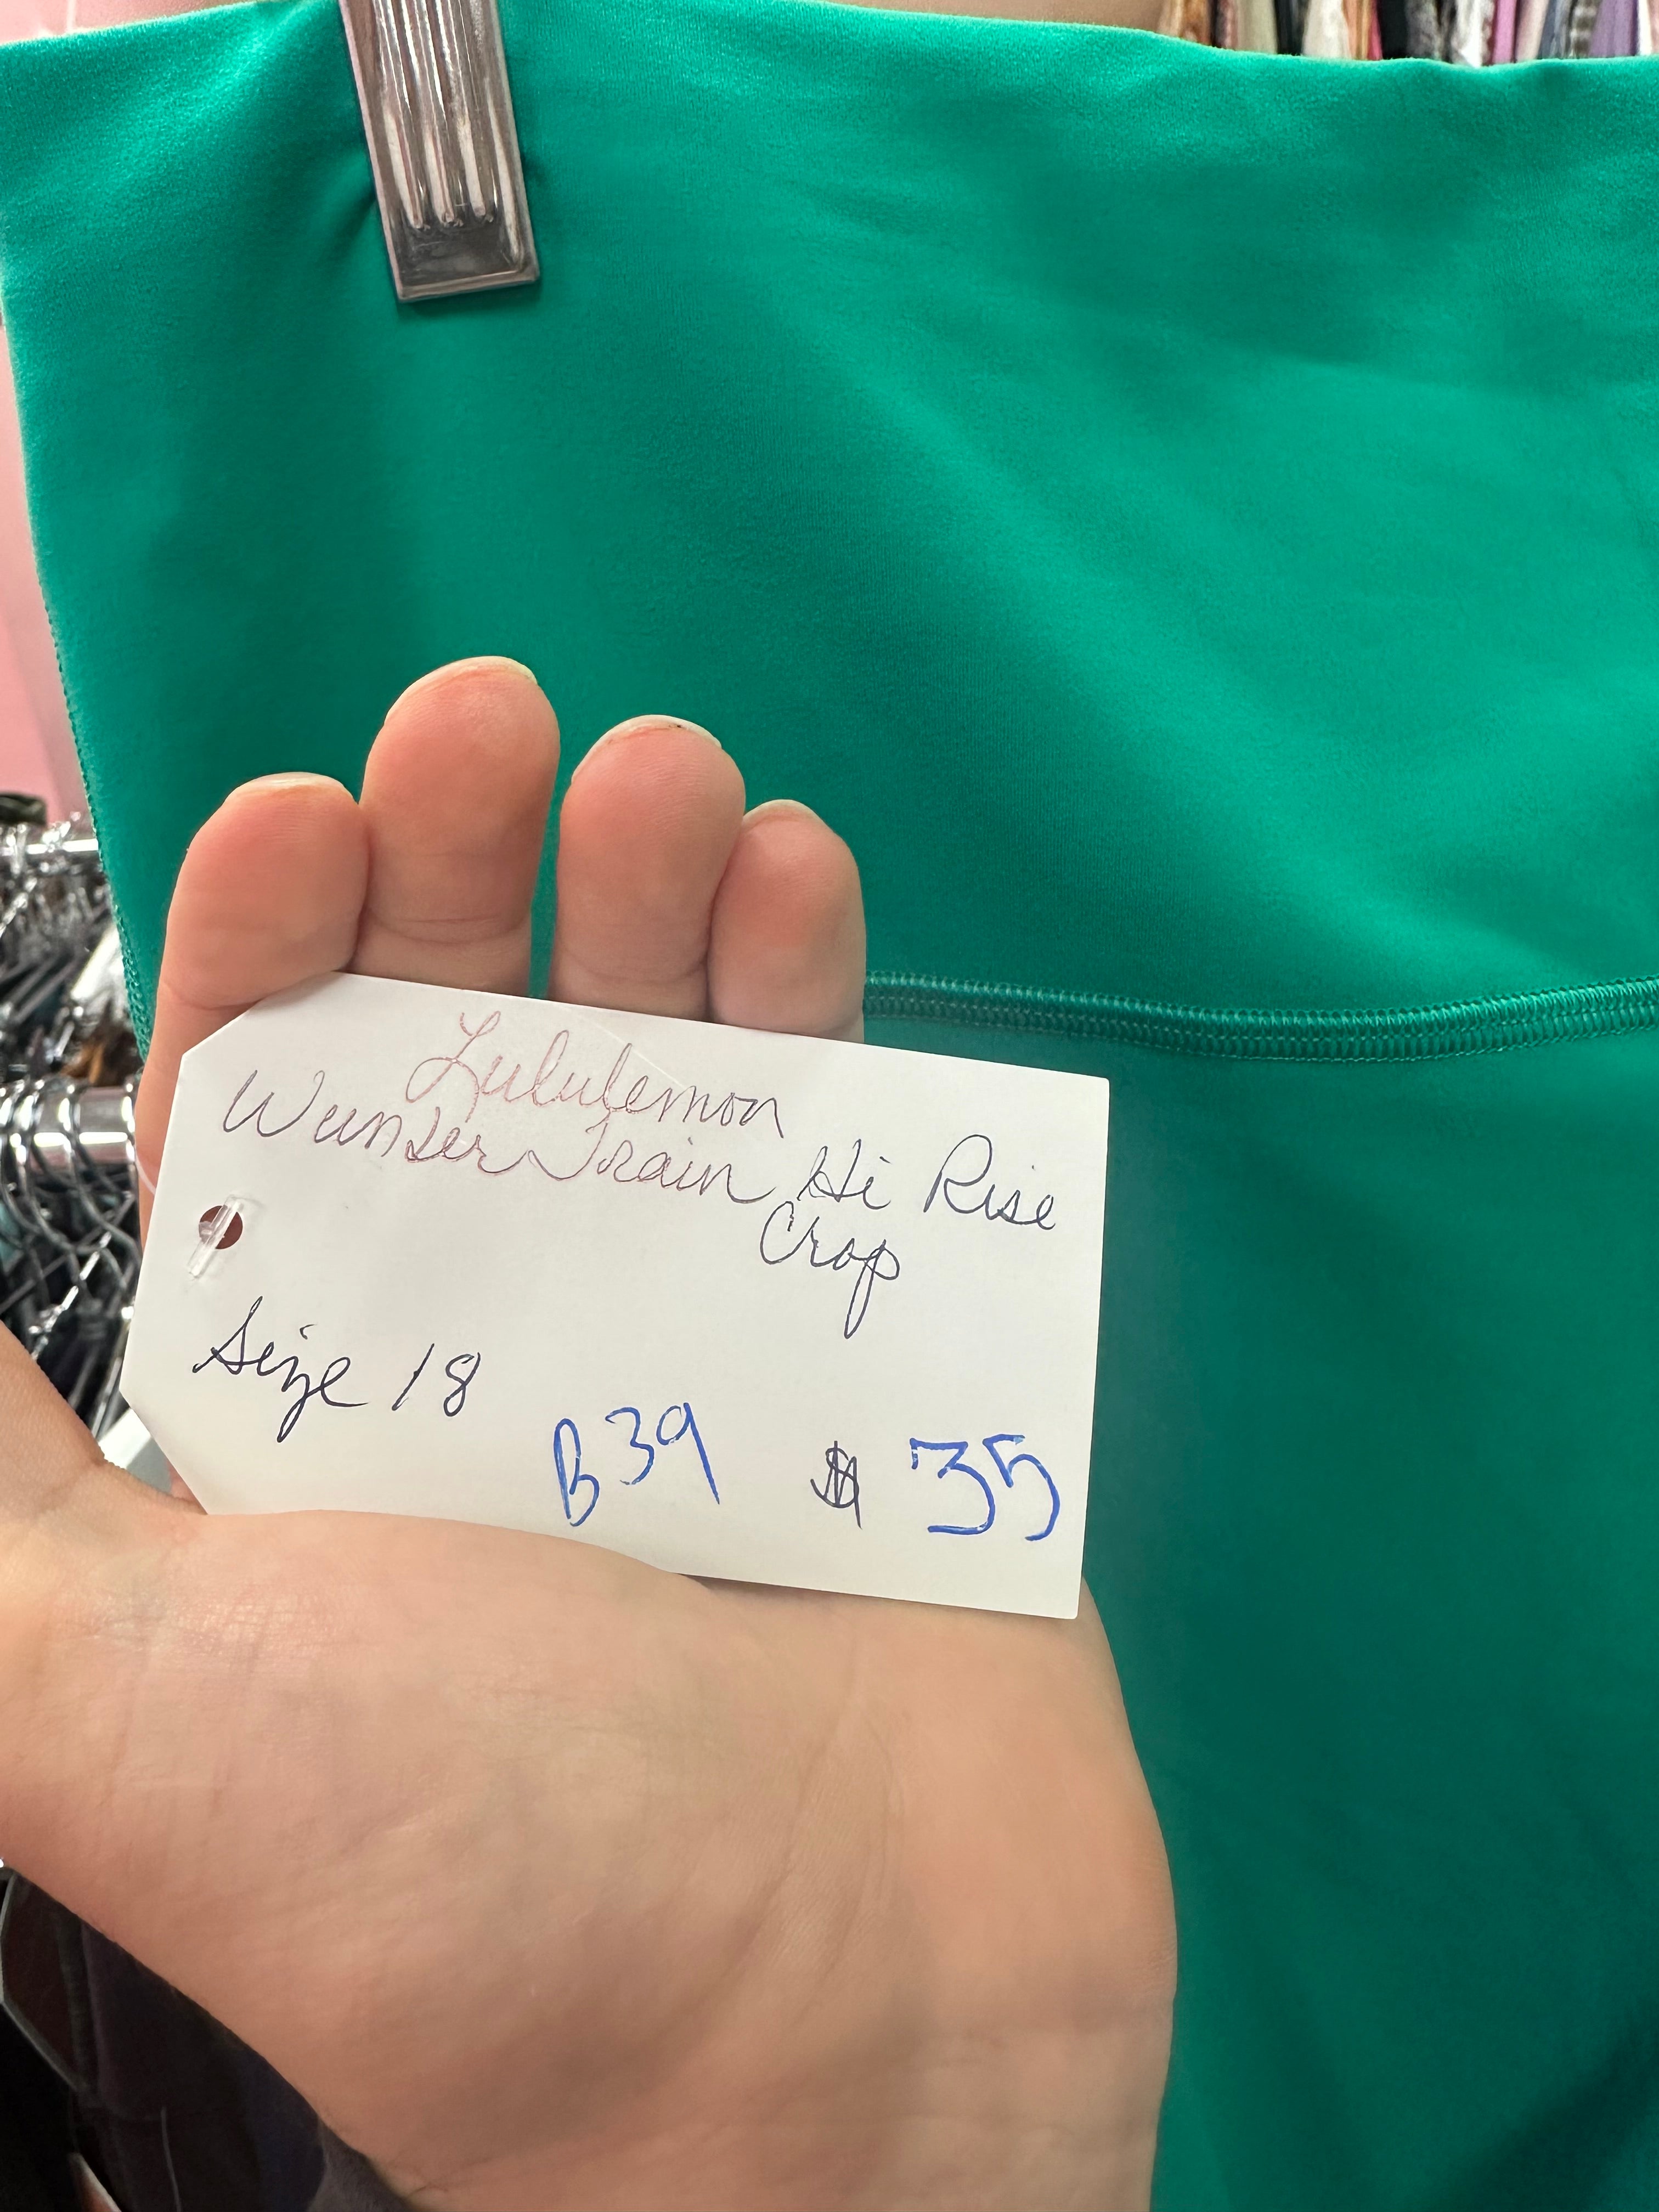 Lululemon
Wunder Train Hi Rise
Crop
Size 18
B39 $ 35